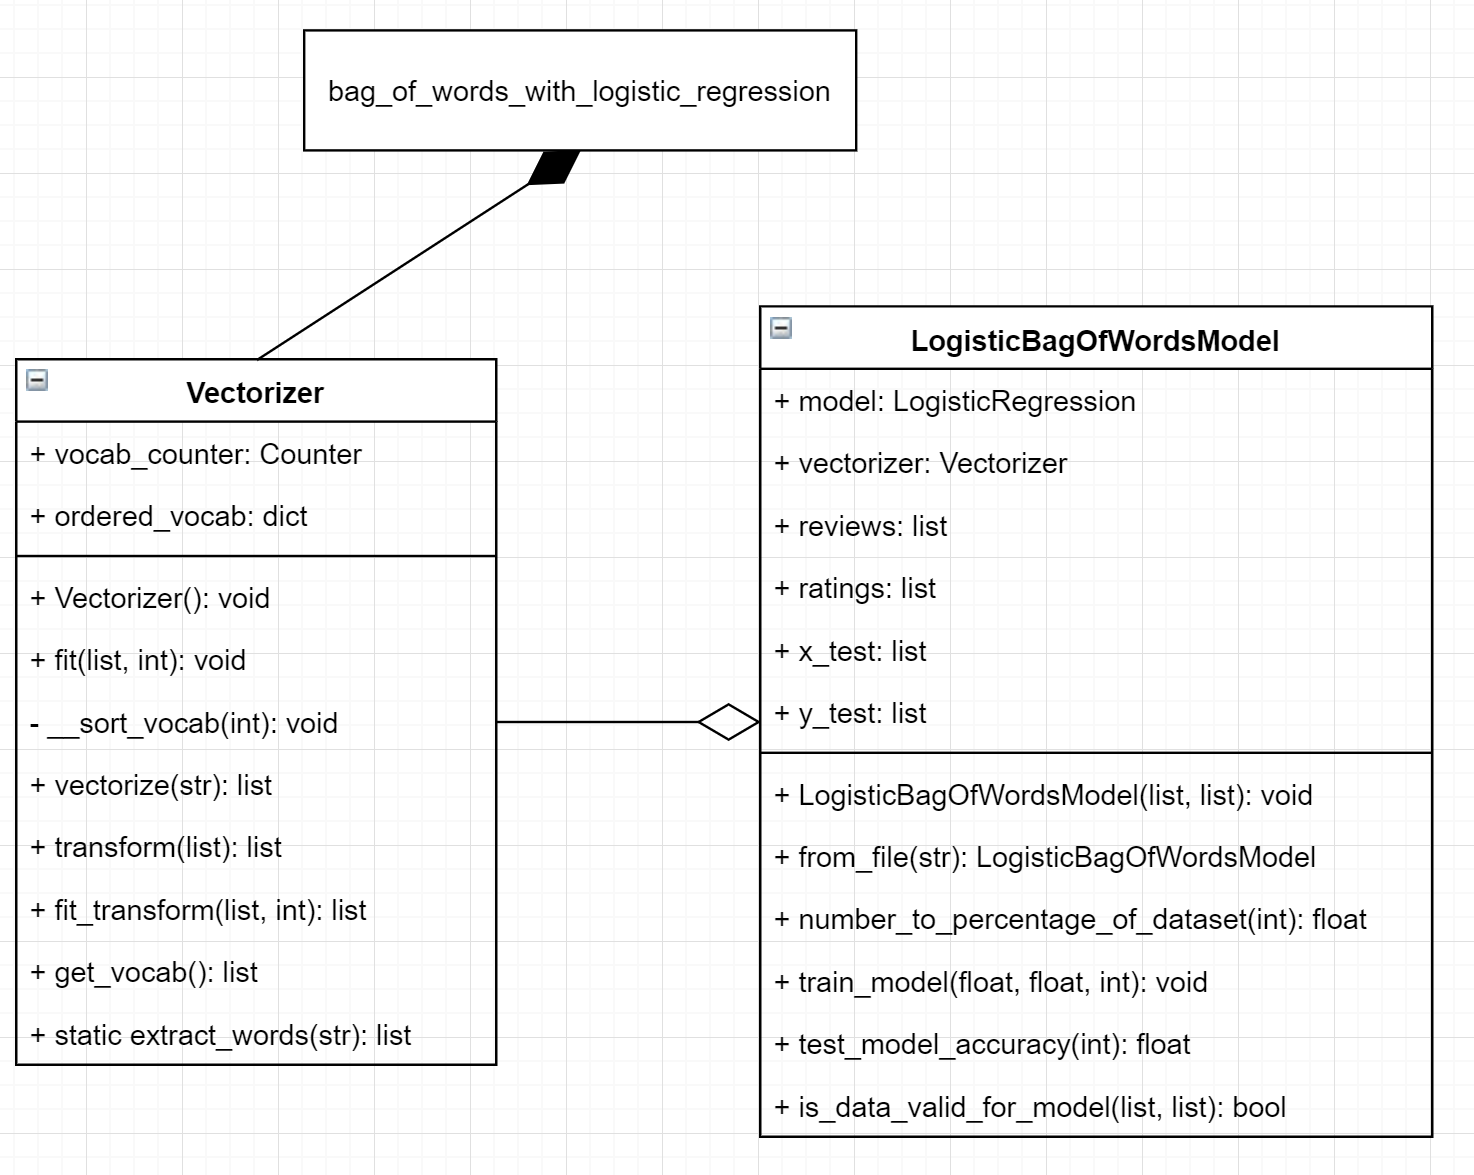 bag_of_words_with_logistic_regression
Vectorizer
+ vocab_counter: Counter
+ ordered_vocab: dict
+ Vectorizer(): void
+ fit(list, int): void
- __sort_vocab(int): void
+ vectorize(str): list
+ transform(list): list
+ fit_transform(list, int): list
+ get_vocab(): list
+ static extract_words(str): list
LogisticBagOfWordsModel
+ model: LogisticRegression
+ vectorizer: Vectorizer
+ reviews: list
+ ratings: list
+ x_test: list
+ y_test: list
+ LogisticBagOfWordsModel(list, list): void
+ from_file(str): LogisticBagOfWordsModel
+ number_to_percentage_of_dataset(int): float
+ train_model(float, float, int): void
+ test_model_accuracy(int): float
+ is_data_valid_for_model(list, list): bool